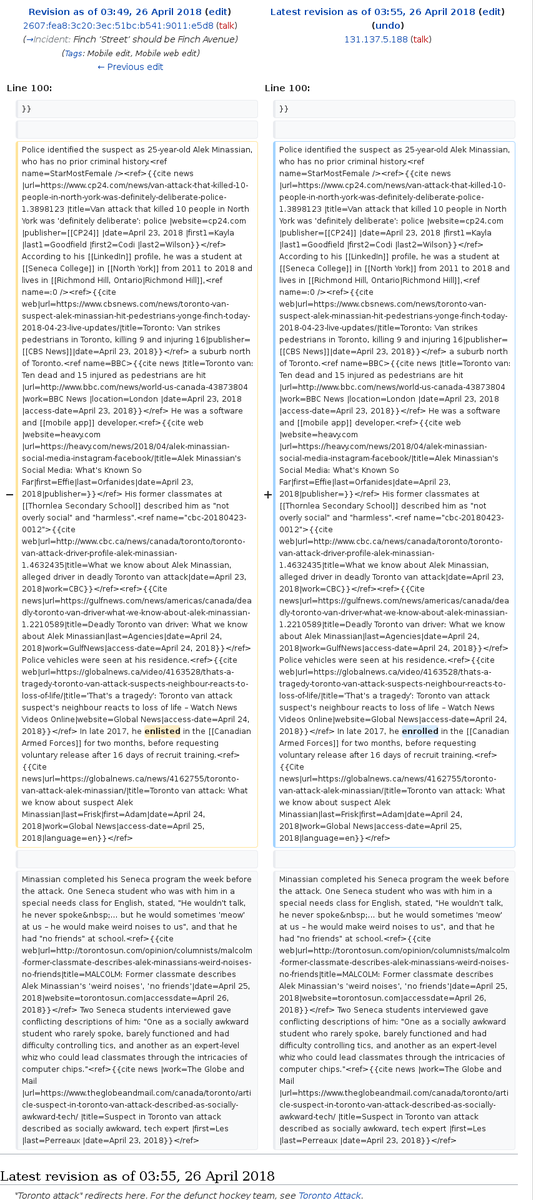 Revision as of 03:49, 26 April 2018 (edit)
2607:fea8:3c20:3ec:51bc:b541:9011:e5d8 (talk)
(→Incident: Finch 'Street' should be Finch Avenue)
(Tags: Mobile edit, Mobile web edit)
← Previous edit
Latest revision as of 03:55, 26 April 2018 (edit)
(undo)
131.137.5.188 (talk)
Line 100:
}}
Police identified the suspect as 25-year-old Alek Minassian,
who has no prior criminal history.<ref
name=StarMostFemale /><ref>{{cite news
|url=https://www.cp24.com/news/van-attack-that-killed-10-
people-in-north-york-was-definitely-deliberate-police-
1.3898123 |title=Van attack that killed 10 people in North
York was 'definitely deliberate': police |website=cp24.com
|publisher=[[CP24]] |date=April 23, 2018 |first1=Kayla
|last1=Goodfield |first2=Codi |last2=Wilson}}</ref>
According to his [[LinkedIn]] profile, he was a student at
[[Seneca College]] in [[North York]] from 2011 to 2018 and
lives in [[Richmond Hill, Ontario|Richmond Hill]],<ref
name=:0 /><ref>{{cite
web|url=https://www.cbsnews.com/news/toronto-van-
suspect-alek-minassian-hit-pedestrians-yonge-finch-today-
2018-04-23-live-updates/|title=Toronto: Van strikes
pedestrians in Toronto, killing 9 and injuring 16|publisher=
[[CBS News]]|date=April 23, 2018}}</ref> a suburb north
of Toronto.<ref name=BBC>{{cite news |title=Toronto van:
Ten dead and 15 injured as pedestrians are hit
|url=http://www.bbc.com/news/world-us-canada-43873804
|work=BBC News |location=London |date=April 23, 2018
|access-date=April 23, 2018}}</ref> He was a software
and [[mobile app]] developer.<ref>{{cite web
|website=heavy.com
|url=https://heavy.com/news/2018/04/alek-minassian-
social-media-instagram-facebook/|title=Alek Minassian's
Social Media: What's Known So
Far|first=Effie|last=Orfanides|date=April 23,
− 2018|publisher=}}</ref> His former classmates at
[[Thornlea Secondary School]] described him as "not
overly social" and "harmless".<ref name="cbc-20180423-
0012">{{cite
web|url=http://www.cbc.ca/news/canada/toronto/toronto-
van-attack-driver-profile-alek-minassian-
1.4632435|title=What we know about Alek Minassian,
alleged driver in deadly Toronto van attack|date=April 23,
2018|work=CBC}}</ref><ref>{{Cite
news|url=https://gulfnews.com/news/americas/canada/dea
dly-toronto-van-driver-what-we-know-about-alek-minassian-
1.2210589|title=Deadly Toronto van driver: What we know
about Alek Minassian|last=Agencies|date=April 24,
2018|work=GulfNews|access-date=April 24, 2018}}</ref>
Police vehicles were seen at his residence.<ref>{{cite
web|url=https://globalnews.ca/video/4163528/thats-a-
tragedy-toronto-van-attack-suspects-neighbour-reacts-to-
loss-of-life/|title='That's a tragedy': Toronto van attack
suspect's neighbour reacts to loss of life – Watch News
Videos Online|website=Global News|access-date=April 24,
2018}}</ref> In late 2017, he enlisted in the [[Canadian
Armed Forces]] for two months, before requesting
voluntary release after 16 days of recruit training.<ref>
{{Cite
news|url=https://globalnews.ca/news/4162755/toronto-
van-attack-alek-minassian/|title=Toronto van attack: What
we know about suspect Alek
Minassian|last=Frisk|first=Adam|date=April 24,
2018|work=Global News|access-date=April 25,
2018|language=en}}</ref>
Minassian completed his Seneca program the week before
the attack. One Seneca student who was with him in a
special needs class for English, stated, "He wouldn't talk,
he never spoke&nbsp;... but he would sometimes 'meow'
at us – he would make weird noises to us", and that he
had "no friends" at school.<ref>{{cite
web|url=http://torontosun.com/opinion/columnists/malcolm
-former-classmate-describes-alek-minassians-weird-noises-
no-friends|title=MALCOLM: Former classmate describes
Alek Minassian's 'weird noises', 'no friends'|date=April 25,
2018|website=torontosun.com|accessdate=April 26,
2018}}</ref> Two Seneca students interviewed gave
conflicting descriptions of him: "One as a socially awkward
student who rarely spoke, barely functioned and had
difficulty controlling tics, and another as an expert-level
whiz who could lead classmates through the intricacies of
computer chips."<ref>{{cite news |work=The Globe and
Mail
|url=https://www.theglobeandmail.com/canada/toronto/arti
cle-suspect-in-toronto-van-attack-described-as-socially-
awkward-tech/ |title=Suspect in Toronto van attack
described as socially awkward, tech expert |first=Les
|last=Perreaux |date=April 23, 2018}}</ref>
Line 100:
}}
Police identified the suspect as 25-year-old Alek Minassian,
who has no prior criminal history.<ref
name=StarMostFemale /><ref>{{cite news
|url=https://www.cp24.com/news/van-attack-that-killed-10-
people-in-north-york-was-definitely-deliberate-police-
1.3898123 |title=Van attack that killed 10 people in North
York was 'definitely deliberate': police |website=cp24.com
|publisher=[[CP24]] |date=April 23, 2018 |first1=Kayla
|last1=Goodfield |first2=Codi |last2=Wilson}}</ref>
According to his [[LinkedIn]] profile, he was a student at
[[Seneca College]] in [[North York]] from 2011 to 2018 and
lives in [[Richmond Hill, Ontario|Richmond Hill]],<ref
name=:0 /><ref>{{cite
web|url=https://www.cbsnews.com/news/toronto-van-
suspect-alek-minassian-hit-pedestrians-yonge-finch-today-
2018-04-23-live-updates/|title=Toronto: Van strikes
pedestrians in Toronto, killing 9 and injuring 16|publisher=
[[CBS News]]|date=April 23, 2018}}</ref> a suburb north
of Toronto.<ref name=BBC>{{cite news |title=Toronto van:
Ten dead and 15 injured as pedestrians are hit
|url=http://www.bbc.com/news/world-us-canada-43873804
|work=BBC News |location=London |date=April 23, 2018
|access-date=April 23, 2018}}</ref> He was a software
and [[mobile app]] developer.<ref>{{cite web
|website=heavy.com
|url=https://heavy.com/news/2018/04/alek-minassian-
social-media-instagram-facebook/|title=Alek Minassian's
Social Media: What's Known So
Far|first=Effie|last=Orfanides|date=April 23,
+ 2018|publisher=}}</ref> His former classmates at
[[Thornlea Secondary School]] described him as "not
overly social" and "harmless".<ref name="cbc-20180423-
0012">{{cite
web|url=http://www.cbc.ca/news/canada/toronto/toronto-
van-attack-driver-profile-alek-minassian-
1.4632435|title=What we know about Alek Minassian,
alleged driver in deadly Toronto van attack|date=April 23,
2018|work=CBC}}</ref><ref>{{Cite
news|url=https://gulfnews.com/news/americas/canada/dea
dly-toronto-van-driver-what-we-know-about-alek-minassian-
1.2210589|title=Deadly Toronto van driver: What we know
about Alek Minassian|last=Agencies|date=April 24,
2018|work=GulfNews|access-date=April 24, 2018}}</ref>
Police vehicles were seen at his residence.<ref>{{cite
web|url=https://globalnews.ca/video/4163528/thats-a-
tragedy-toronto-van-attack-suspects-neighbour-reacts-to-
loss-of-life/|title='That's a tragedy': Toronto van attack
suspect's neighbour reacts to loss of life – Watch News
Videos Online|website=Global News|access-date=April 24,
2018}}</ref> In late 2017, he enrolled in the [[Canadian
Armed Forces]] for two months, before requesting
voluntary release after 16 days of recruit training.<ref>
{{Cite
news|url=https://globalnews.ca/news/4162755/toronto-
van-attack-alek-minassian/|title=Toronto van attack: What
we know about suspect Alek
Minassian|last=Frisk|first=Adam|date=April 24,
2018|work=Global News|access-date=April 25,
2018|language=en}}</ref>
Minassian completed his Seneca program the week before
the attack. One Seneca student who was with him in a
special needs class for English, stated, "He wouldn't talk,
he never spoke&nbsp;... but he would sometimes 'meow'
at us – he would make weird noises to us", and that he
had "no friends" at school.<ref>{{cite
web|url=http://torontosun.com/opinion/columnists/malcolm
-former-classmate-describes-alek-minassians-weird-noises-
no-friends|title=MALCOLM: Former classmate describes
Alek Minassian's 'weird noises', 'no friends'|date=April 25,
2018|website=torontosun.com|accessdate=April 26,
2018}}</ref> Two Seneca students interviewed gave
conflicting descriptions of him: "One as a socially awkward
student who rarely spoke, barely functioned and had
difficulty controlling tics, and another as an expert-level
whiz who could lead classmates through the intricacies of
computer chips."<ref>{{cite news |work=The Globe and
Mail
|url=https://www.theglobeandmail.com/canada/toronto/arti
cle-suspect-in-toronto-van-attack-described-as-socially-
awkward-tech/ |title=Suspect in Toronto van attack
described as socially awkward, tech expert |first=Les
|last=Perreaux |date=April 23, 2018}}</ref>
Latest revision as of 03:55, 26 April 2018
"Toronto attack" redirects here. For the defunct hockey team, see Toronto Attack.